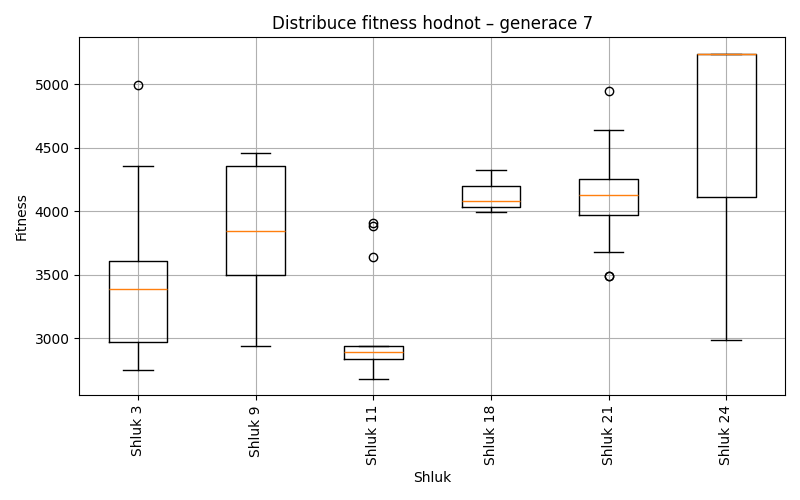 Distribuce fitness hodnot – generace 7
Fitness
5000
4500
4000
3500
3000
Shluk 3
Shluk 9
Shluk 11
Shluk 18
Shluk 21
Shluk 24
Shluk